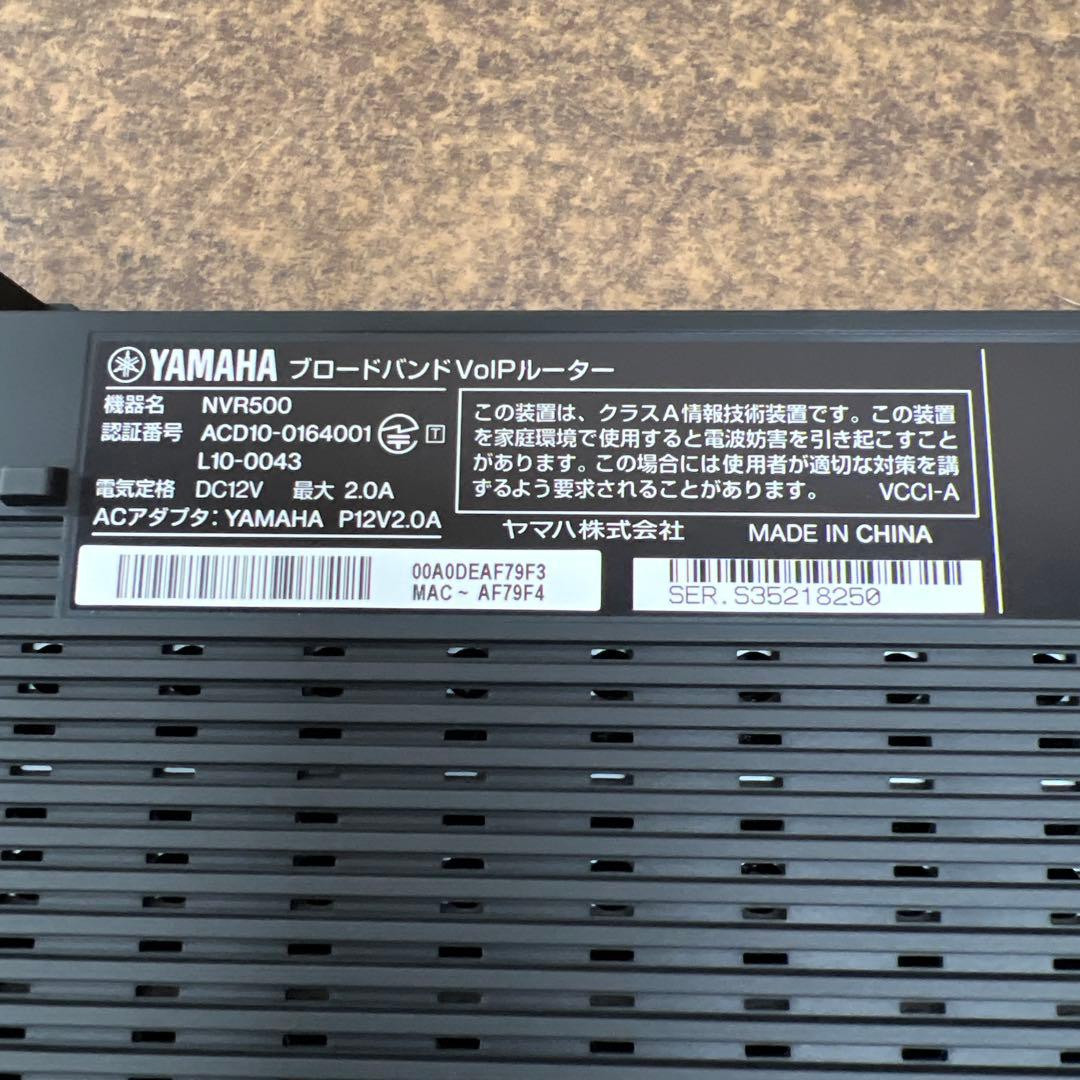 YAMAHA ブロードバンドVoIPルーター
機器名 NVR500
認証番号 ACD10-0164001 T
L10-0043
電気定格 DC12V 最大 2.0A
ACアダプタ：YAMAHA P12V2.0A
この装置は、クラスA情報技術装置です。この装置
を家庭環境で使用すると電波妨害を引き起こすこと
があります。この場合には使用者が適切な対策を講
ずるよう要求されることがあります。 VCCI-A
ヤマハ株式会社 MADE IN CHINA
00A0DEAF79F3
MAC ~ AF79F4
SER. S35218250